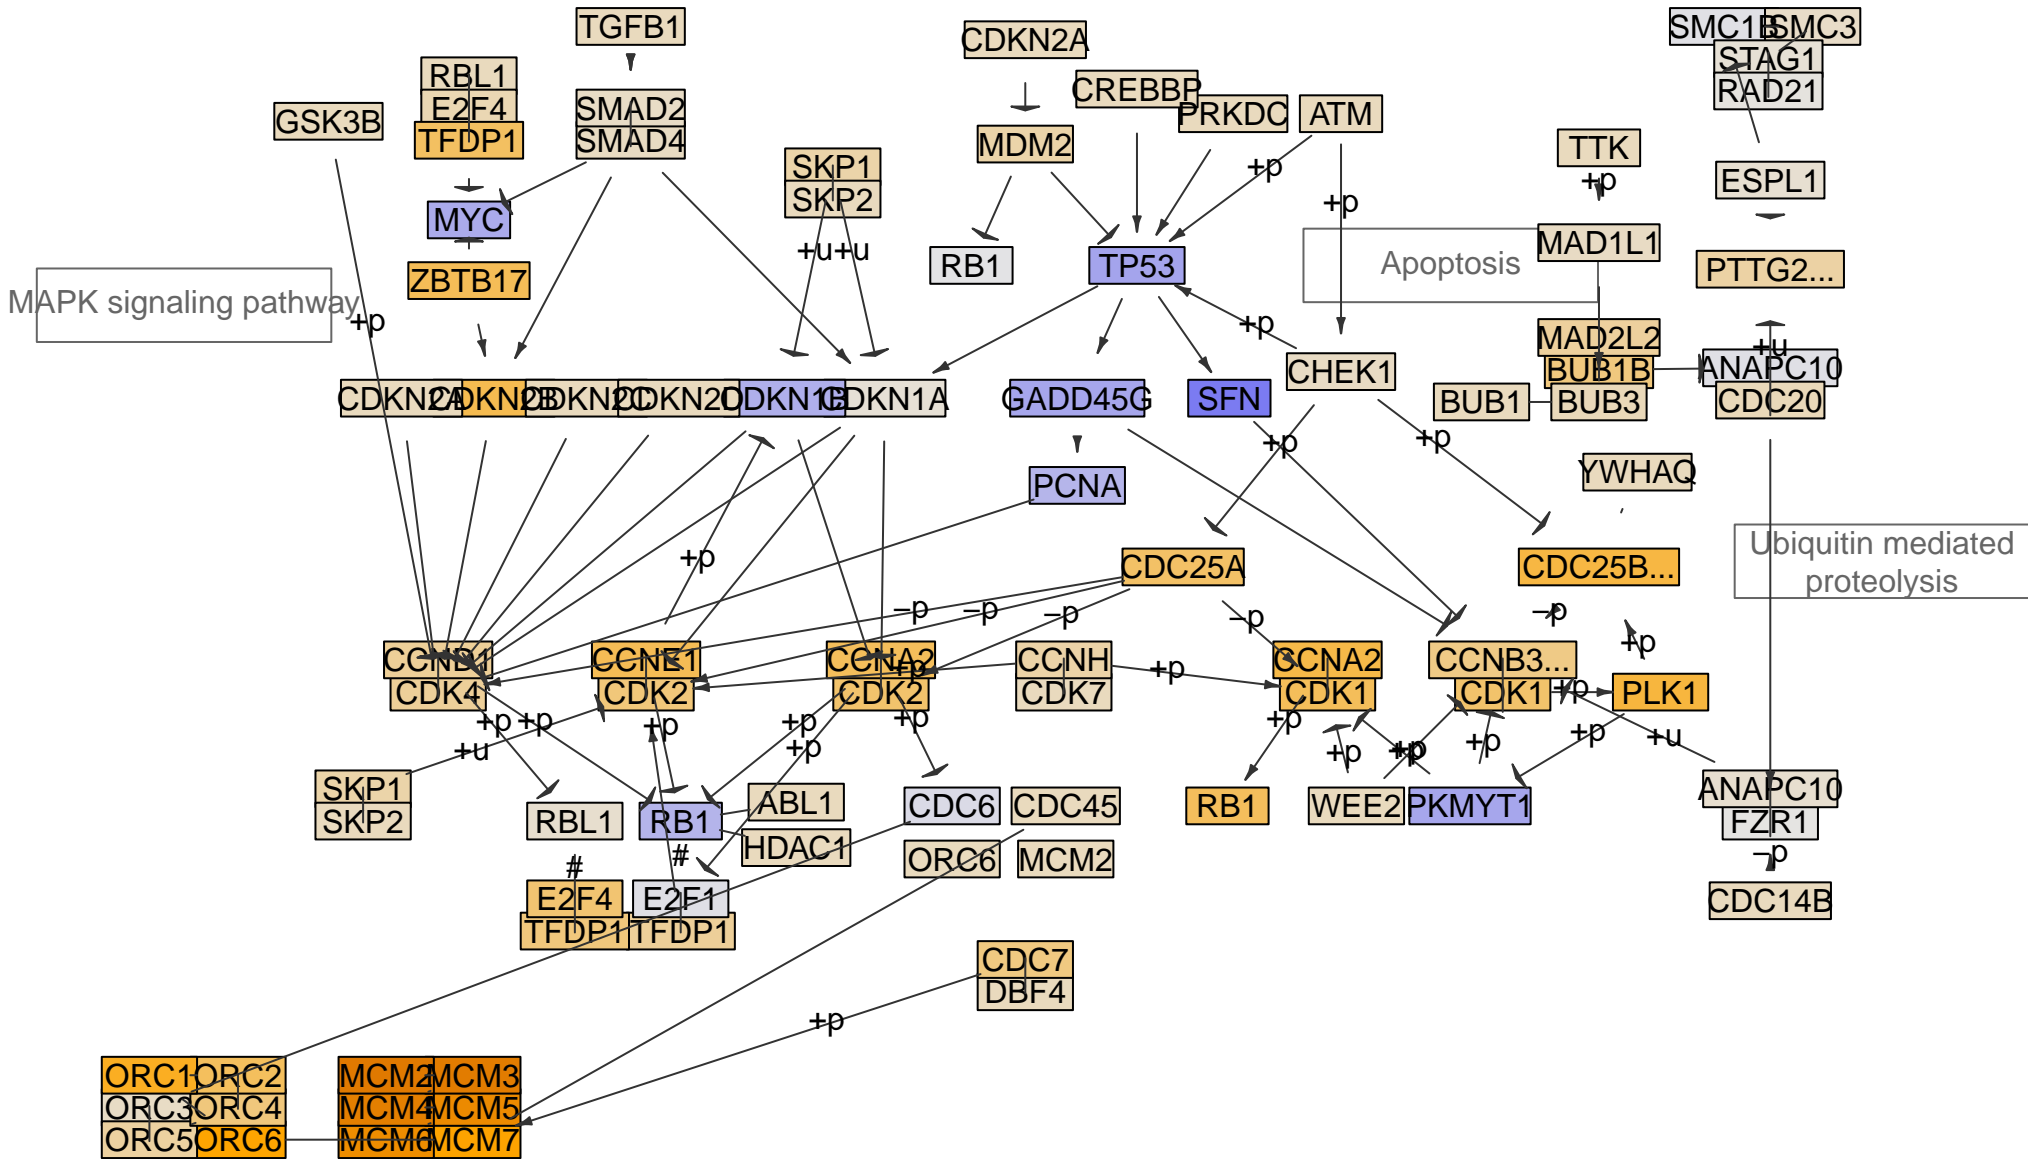 TGFB1
CDKN2A
SMC1B SMC3
STAG1
RAD21
RBL1
E2F4
TFDP1
GSK3B
SMAD2
SMAD4
CREBBP
PRKDC
ATM
MDM2
TTK
+p
SKP1
SKP2
+p
+p
ESPL1
MYC
+u +u
RB1
TP53
Apoptosis
MAD1L1
PTTG2...
ZBTB17
MAPK signaling pathway
+p
+p
MAD2L2
BUB1B
BUB3
BUB1
+u
ANAPC10
CDC20
CHEK1
CDKN2A CDKN2B CDKN2C CDKN2D CDKN1B CDKN1A
GADD45G
SFN
+p
+p
YWHAQ
PCNA
Ubiquitin mediated
proteolysis
+p
CDC25A
CDC25B...
−p
−p
−p
−p
−p
+p
CCND1
CDK4
CCNE1
CDK2
CCNA2
CDK2
+p
CCNH
CDK7
+p
CCNA2
CDK1
CCNB3...
CDK1
+p
PLK1
+p
+p
+p
+p
+p
+p
+u
+p
+p
+p
+p
+p
+p
+u
SKP1
SKP2
RBL1
RB1
ABL1
HDAC1
CDC6
CDC45
ORC6
MCM2
RB1
WEE2
PKMYT1
ANAPC10
FZR1
−p
CDC14B
#
#
E2F4
TFDP1
E2F1
TFDP1
CDC7
DBF4
+p
ORC1 ORC2
ORC3 ORC4
ORC5 ORC6
MCM2 MCM3
MCM4 MCM5
MCM6 MCM7